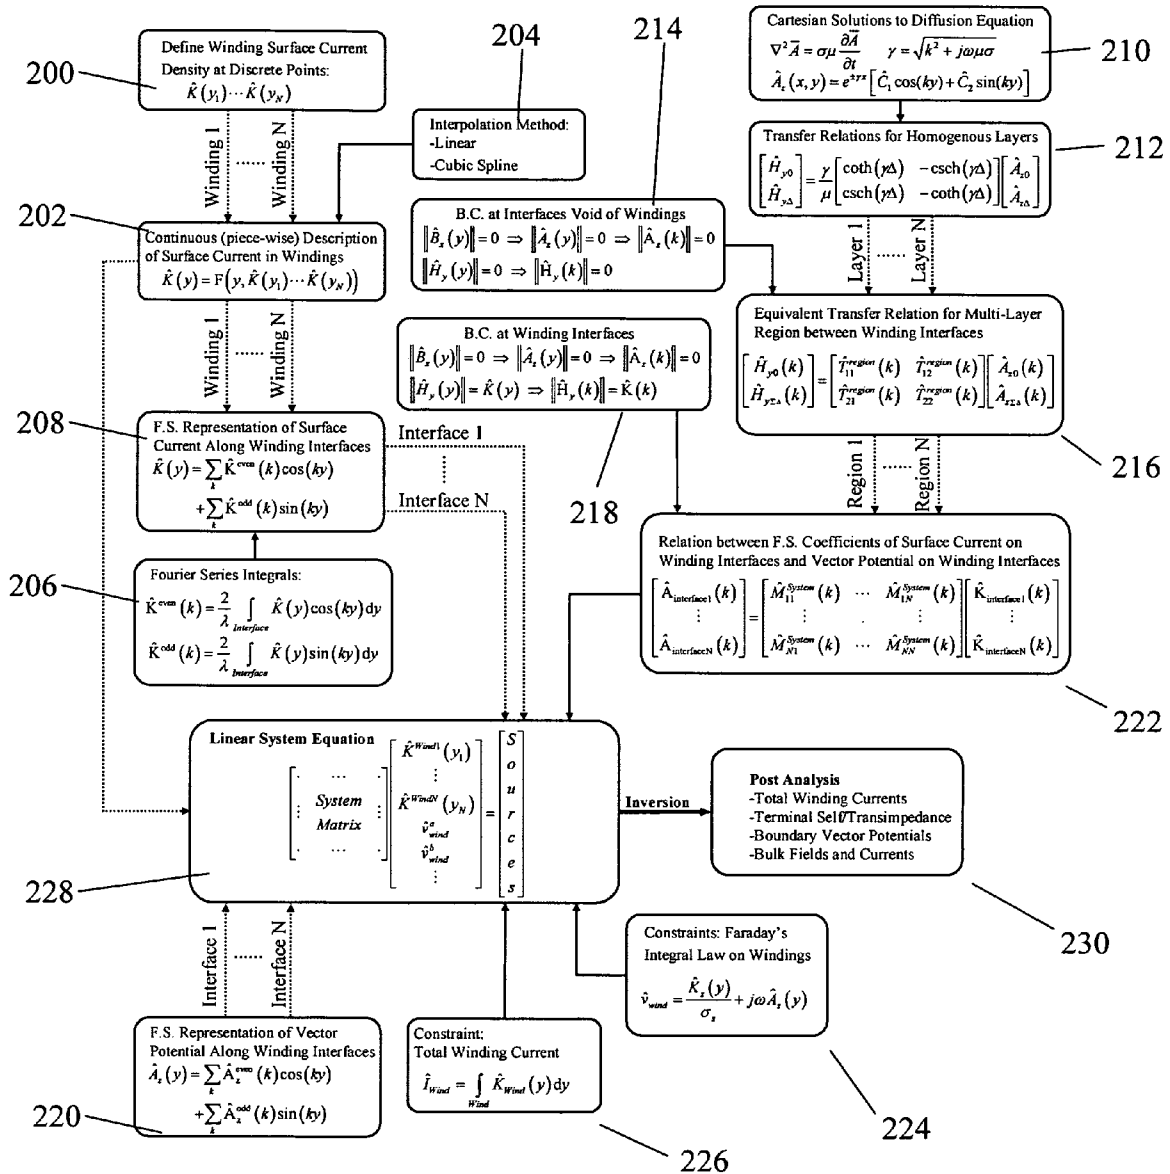 200
Define Winding Surface Current
Density at Discrete Points:
K̂(y₁)⋯K̂(y_N)
Winding 1
........
Winding N
204
Interpolation Method:
-Linear
-Cubic Spline
202
Continuous (piece-wise) Description
of Surface Current in Windings
K̂(y) = F(y, K̂(y₁)⋯K̂(y_N))
Winding 1
........
Winding N
208
F.S. Representation of Surface
Current Along Winding Interfaces
K̂(y) = ∑_k K̂^even(k)cos(ky)
+∑_k K̂^odd(k)sin(ky)
Interface 1
Interface N
206
Fourier Series Integrals:
K̂^even(k) = 2/λ ∫_Interface K̂(y)cos(ky)dy
K̂^odd(k) = 2/λ ∫_Interface K̂(y)sin(ky)dy
210
Cartesian Solutions to Diffusion Equation
∇²A̅ = σμ ∂A̅/∂t γ = √(k² + jωμσ)
Â_z(x, y) = e^{±γx}[Ĉ₁cos(ky) + Ĉ₂sin(ky)]
212
Transfer Relations for Homogenous Layers
[Ĥ_y0] = γ/μ [coth(γΔ) -csch(γΔ)][Â_z0]
[Ĥ_yΔ] [csch(γΔ) -coth(γΔ)][Â_zΔ]
Layer 1
........
Layer N
214
B.C. at Interfaces Void of Windings
‖B̂_x(y)‖ = 0 ⇒ ‖Â_z(y)‖ = 0 ⇒ ‖Â_z(k)‖ = 0
‖Ĥ_y(y)‖ = 0 ⇒ ‖Ĥ_y(k)‖ = 0
218
B.C. at Winding Interfaces
‖B̂_x(y)‖ = 0 ⇒ ‖Â_z(y)‖ = 0 ⇒ ‖Â_z(k)‖ = 0
‖Ĥ_y(y)‖ = K̂(y) ⇒ ‖Ĥ_y(k)‖ = K̂(k)
216
Equivalent Transfer Relation for Multi-Layer
Region between Winding Interfaces
[Ĥ_y0(k)] = [T̂₁₁^region(k) T̂₁₂^region(k)][Â_z0(k)]
[Ĥ_yΣΔ(k)] [T̂₂₁^region(k) T̂₂₂^region(k)][Â_zΣΔ(k)]
Region 1
........
Region N
222
Relation between F.S. Coefficients of Surface Current on
Winding Interfaces and Vector Potential on Winding Interfaces
[Â_interface1(k)] = [M̂₁₁^System(k) ⋯ M̂_1N^System(k)][K̂_interface1(k)]
⋮ ⋮ . ⋮ ⋮
[Â_interfaceN(k)] [M̂_N1^System(k) ⋯ M̂_NN^System(k)][K̂_interfaceN(k)]
228
Linear System Equation
System
Matrix
K̂^Wind1(y₁)
⋮
K̂^WindN(y_N)
v̂^a_wind
v̂^b_wind
⋮
=
Sources
Inversion
230
Post Analysis
-Total Winding Currents
-Terminal Self/Transimpedance
-Boundary Vector Potentials
-Bulk Fields and Currents
Interface 1
........
Interface N
220
F.S. Representation of Vector
Potential Along Winding Interfaces
Â_z(y) = ∑_k Â_z^even(k)cos(ky)
+∑_k Â_z^odd(k)sin(ky)
226
Constraint;
Total Winding Current
Î_Wind = ∫_Wind K̂_Wind(y)dy
224
Constraints: Faraday's
Integral Law on Windings
v̂_wind = K̂_z(y)/σ_s + jωÂ_z(y)